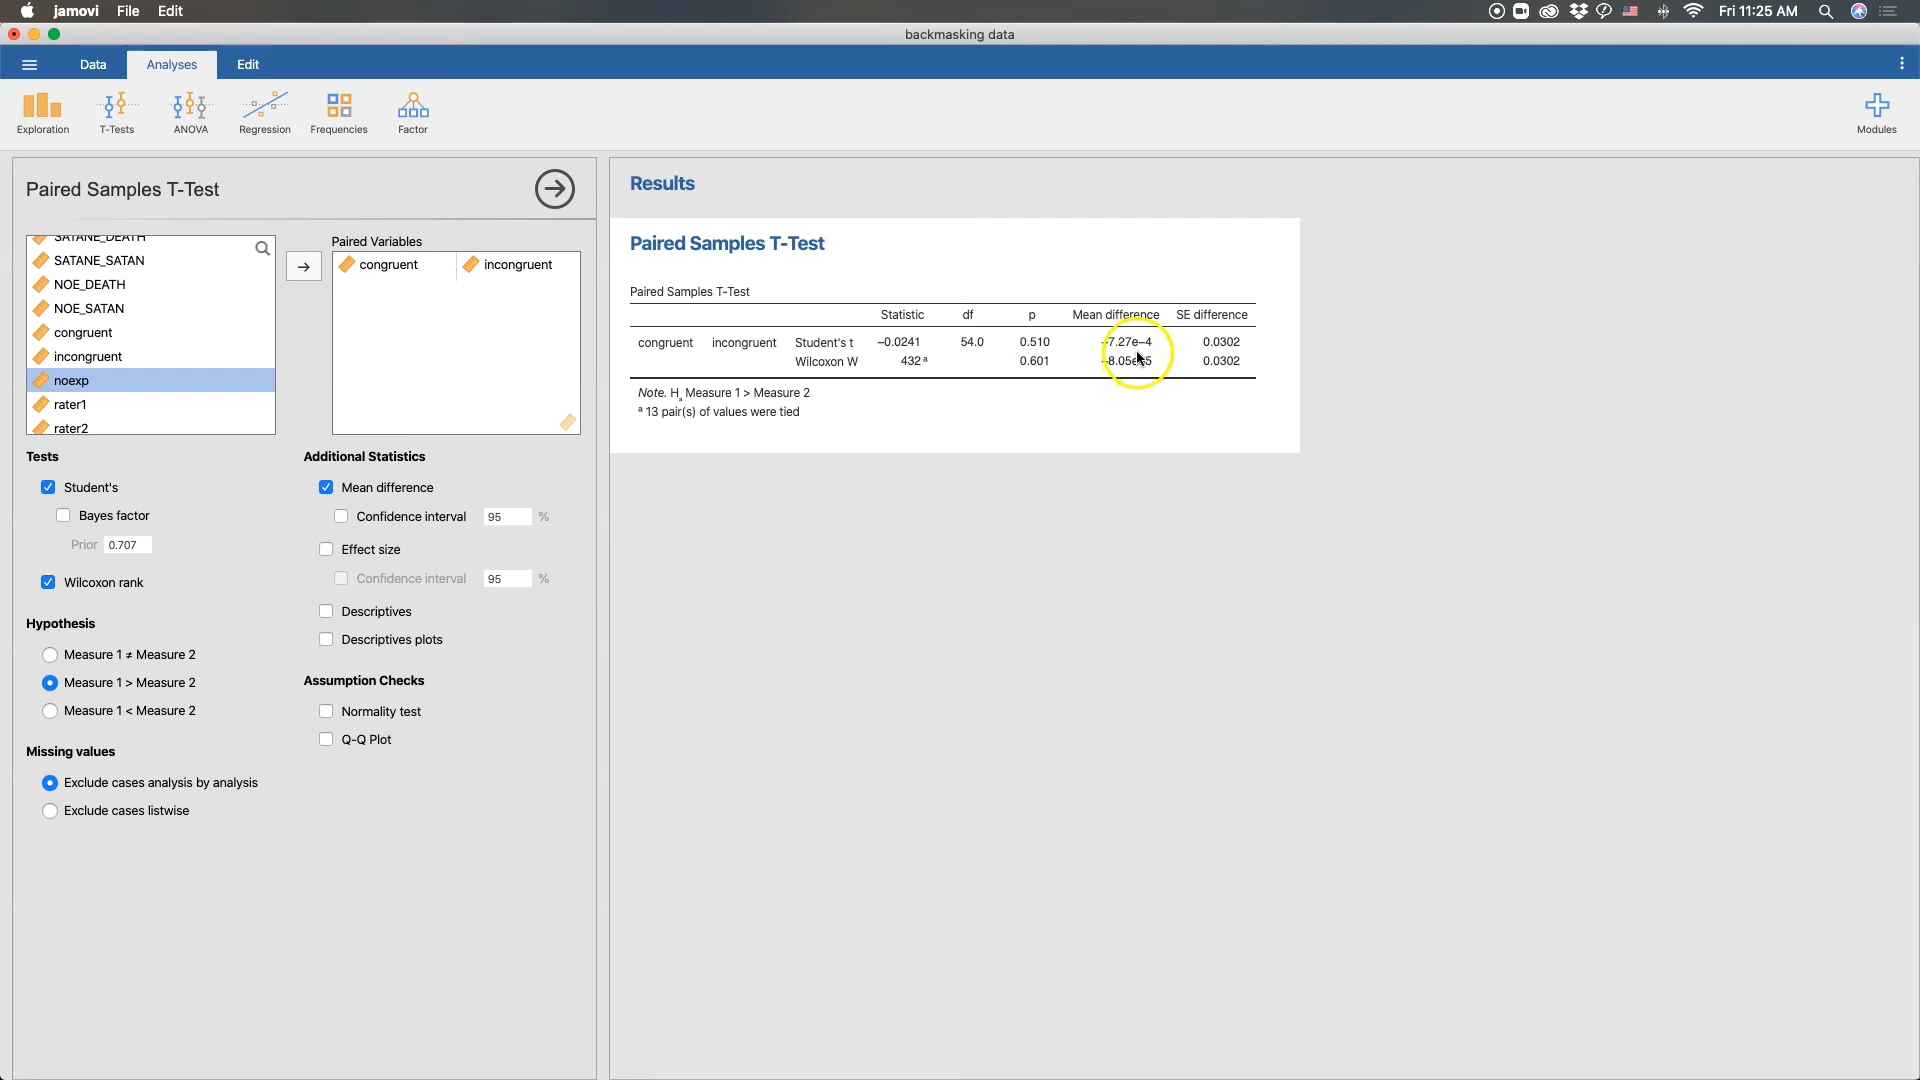 jamovi File Edit
Fri 11:25 AM
backmasking data
Data Analyses Edit
Exploration T-Tests ANOVA Regression Frequencies Factor Modules
Paired Samples T-Test
SATANE_DEATH
SATANE_SATAN
NOE_DEATH
NOE_SATAN
congruent
incongruent
noexp
rater1
rater2
Paired Variables
congruent incongruent
Tests
Student's
Bayes factor
Prior 0.707
Wilcoxon rank
Hypothesis
Measure 1 ≠ Measure 2
Measure 1 > Measure 2
Measure 1 < Measure 2
Missing values
Exclude cases analysis by analysis
Exclude cases listwise
Additional Statistics
Mean difference
Confidence interval 95 %
Effect size
Confidence interval 95 %
Descriptives
Descriptives plots
Assumption Checks
Normality test
Q-Q Plot
Results
Paired Samples T-Test
Paired Samples T-Test
Statistic df p Mean difference SE difference
congruent incongruent Student's t −0.0241 54.0 0.510 −7.27e−4 0.0302
Wilcoxon W 432 ᵃ 0.601 −8.05e−5 0.0302
Note. Hₐ Measure 1 > Measure 2
ᵃ 13 pair(s) of values were tied